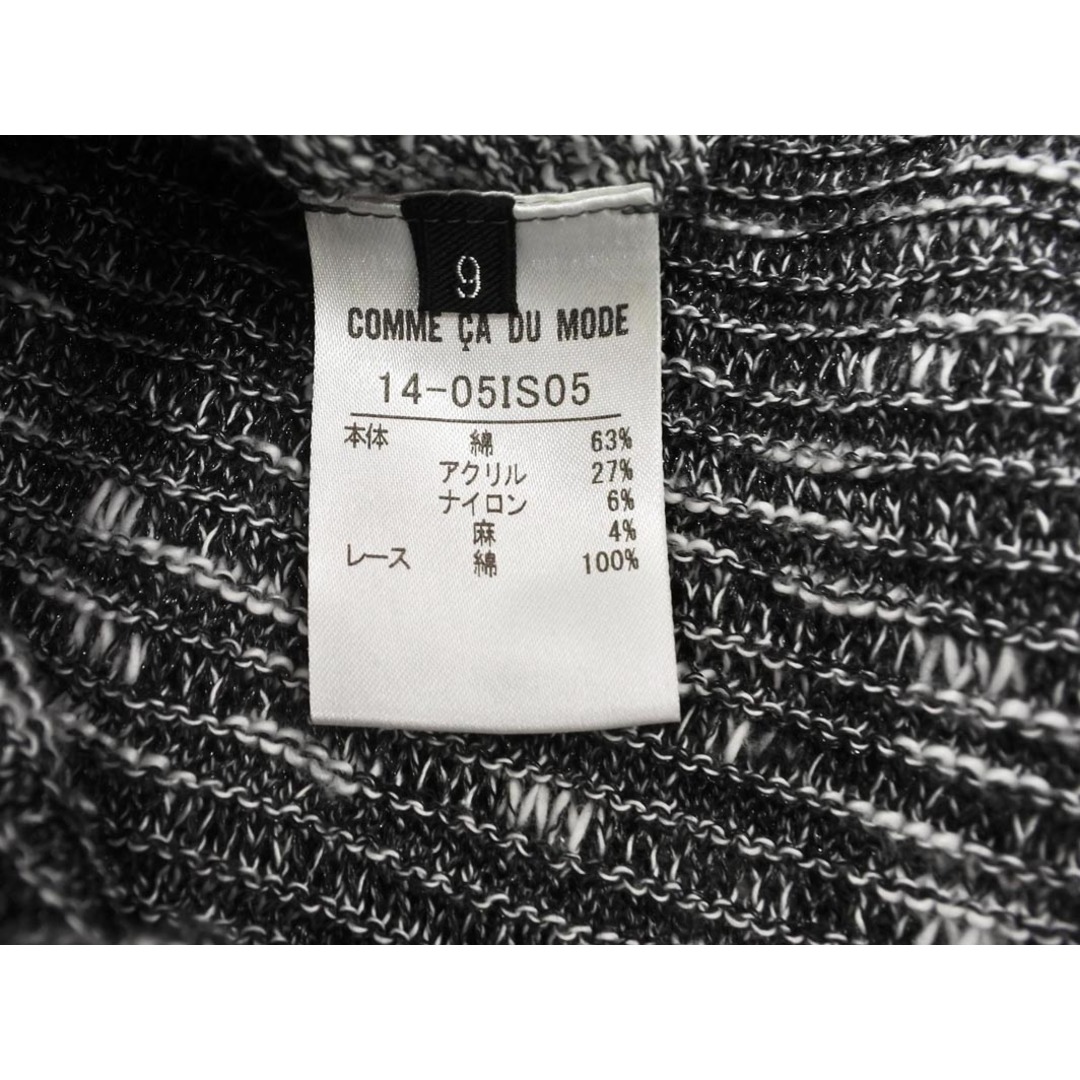 9
COMME ÇA DU MODE
14-05IS05
本体 綿 63%
アクリル 27%
ナイロン 6%
麻 4%
レース 綿 100%